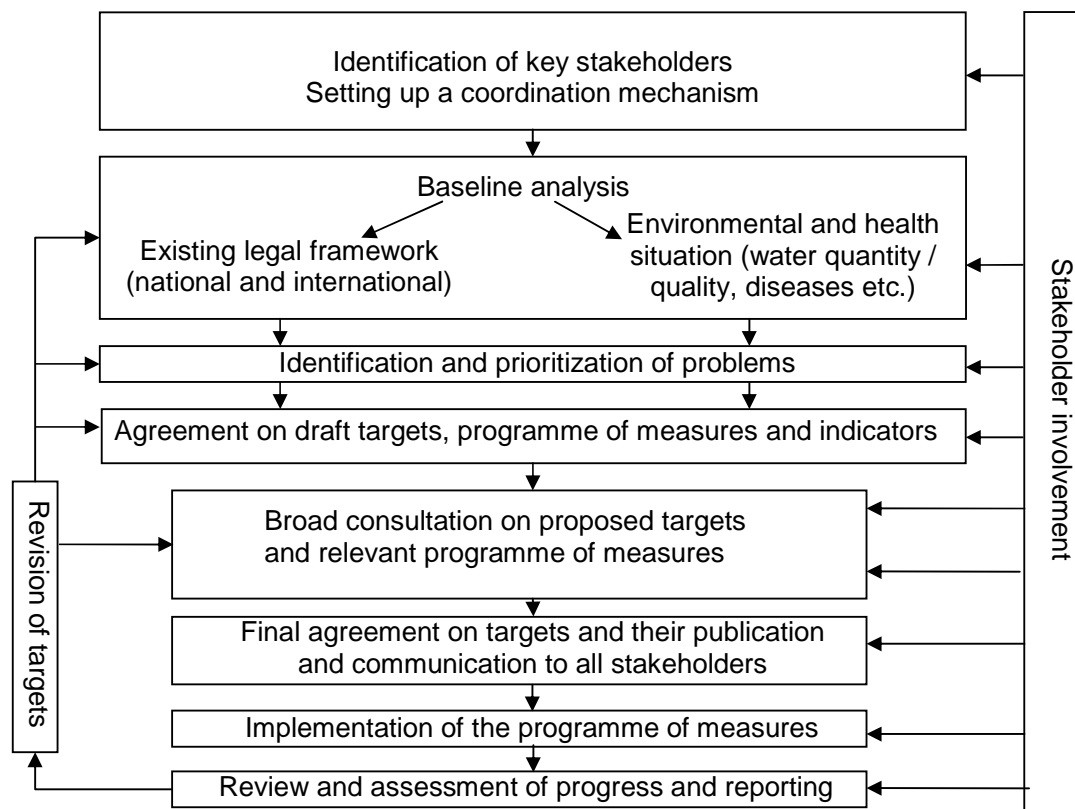 Identification of key stakeholders
Setting up a coordination mechanism
Baseline analysis
Existing legal framework
(national and international)
Environmental and health
situation (water quantity /
quality, diseases etc.)
Identification and prioritization of problems
Agreement on draft targets, programme of measures and indicators
Broad consultation on proposed targets
and relevant programme of measures
Final agreement on targets and their publication
and communication to all stakeholders
Implementation of the programme of measures
Review and assessment of progress and reporting
Revision of targets
Stakeholder involvement